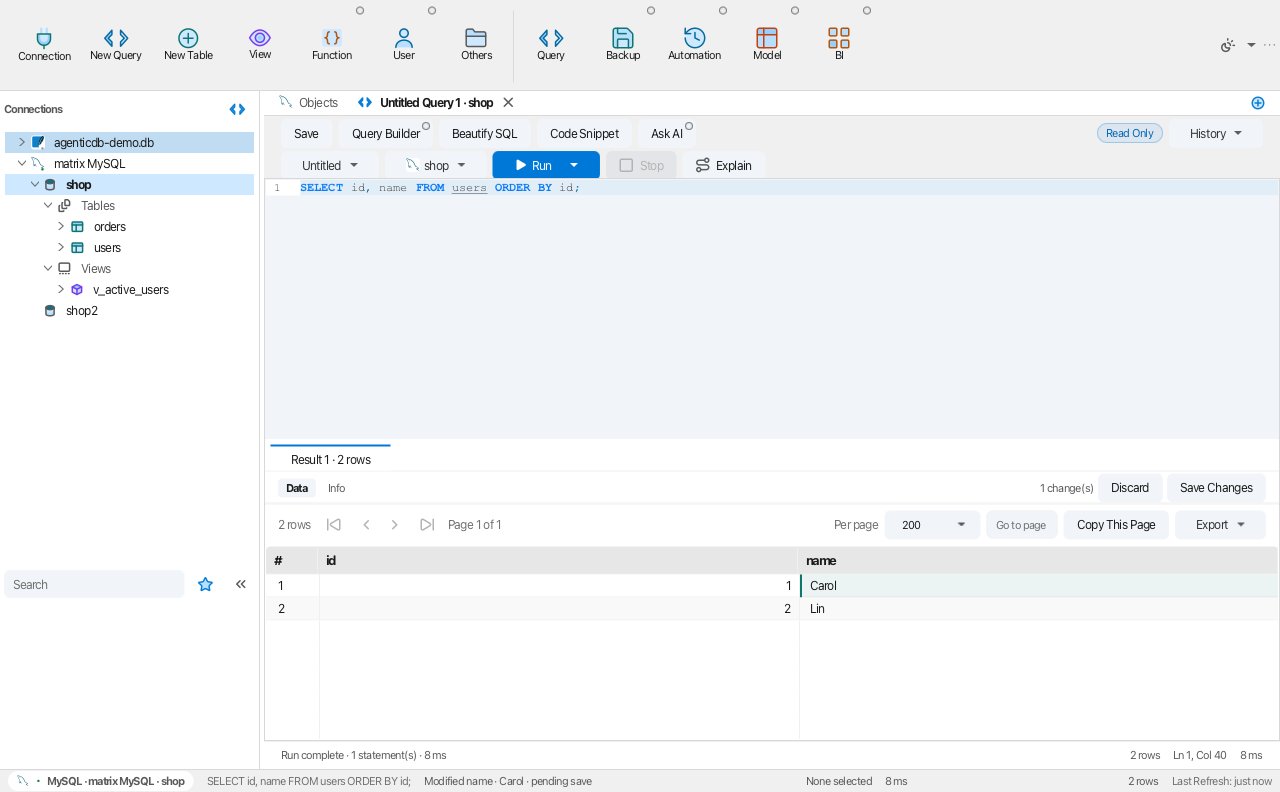 Connection
New Query
New Table
View
Function
User
Others
Query
Backup
Automation
Model
BI
Connections
Objects
Untitled Query 1 · shop
agenticdb-demo.db
matrix MySQL
shop
Tables
orders
users
Views
v_active_users
shop2
Search
Save
Query Builder
Beautify SQL
Code Snippet
Ask AI
Read Only
History
Untitled
shop
Run
Stop
Explain
1 SELECT id, name FROM users ORDER BY id;
Result 1 · 2 rows
Data
Info
1 change(s)
Discard
Save Changes
2 rows
Page 1 of 1
Per page
200
Go to page
Copy This Page
Export
# id name
1 1 Carol
2 2 Lin
Run complete · 1 statement(s) · 8 ms
2 rows
Ln 1, Col 40
8 ms
MySQL · matrix MySQL · shop
SELECT id, name FROM users ORDER BY id;
Modified name · Carol · pending save
None selected
8 ms
2 rows
Last Refresh: just now